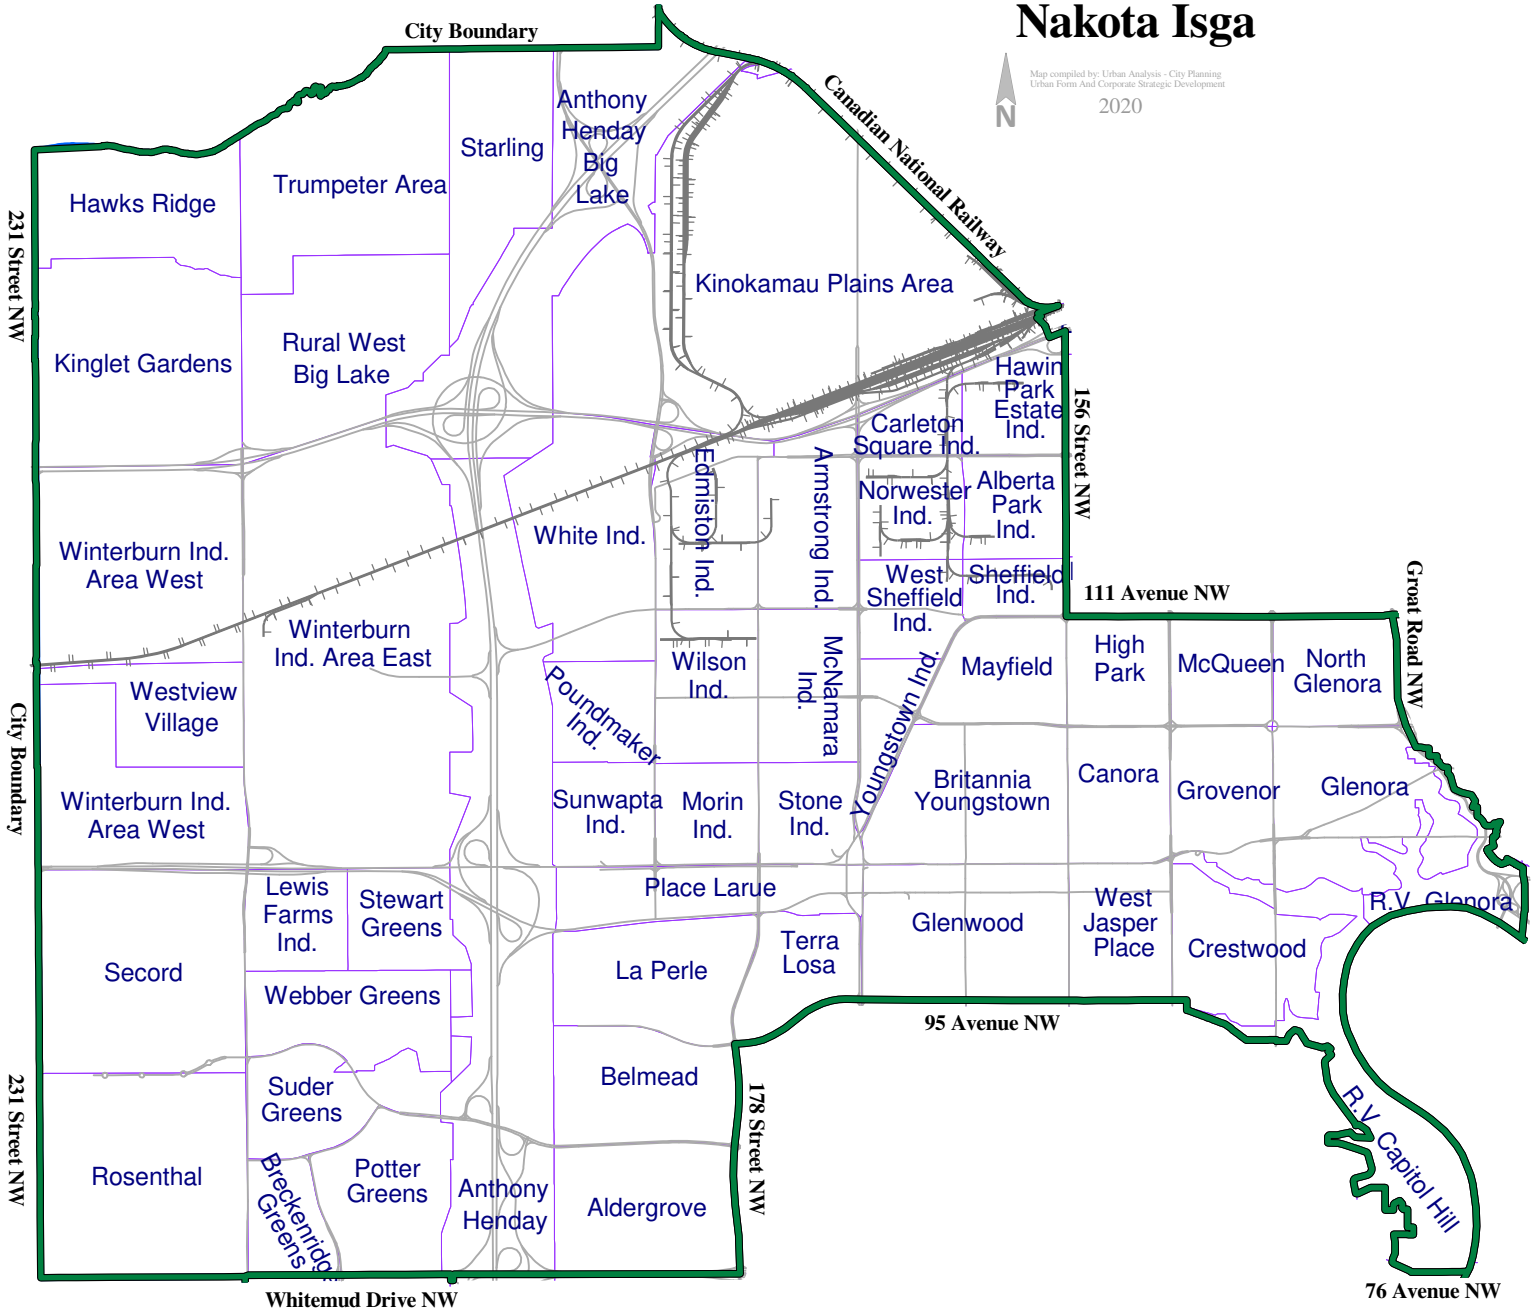 Nakota Isga
Map compiled by: Urban Analysis - City Planning
Urban Form And Corporate Strategic Development
2020
N
City Boundary
Canadian National Railway
231 Street NW
156 Street NW
111 Avenue NW
Groat Road NW
City Boundary
231 Street NW
95 Avenue NW
178 Street NW
Whitemud Drive NW
76 Avenue NW
Anthony
Henday
Big
Lake
Starling
Trumpeter Area
Hawks Ridge
Kinokamau Plains Area
Kinglet Gardens
Rural West
Big Lake
Hawin
Park
Estate
Ind.
Carleton
Square Ind.
Edmiston Ind.
Armstrong Ind.
Norwester
Ind.
Alberta
Park
Ind.
White Ind.
Winterburn Ind.
Area West
West
Sheffield
Ind.
Sheffield
Ind.
Winterburn
Ind. Area East
Wilson
Ind.
McNamara
Ind.
Mayfield
High
Park
McQueen
North
Glenora
Westview
Village
Poundmaker
Ind.
Youngstown Ind.
Britannia
Youngstown
Canora
Grovenor
Glenora
Winterburn Ind.
Area West
Sunwapta
Ind.
Morin
Ind.
Stone
Ind.
Lewis
Farms
Ind.
Stewart
Greens
Place Larue
Glenwood
West
Jasper
Place
R.V. Glenora
Crestwood
Terra
Losa
Secord
La Perle
Webber Greens
Suder
Greens
Belmead
R.V. Capitol Hill
Rosenthal
Breckenridg
Greens
Potter
Greens
Anthony
Henday
Aldergrove